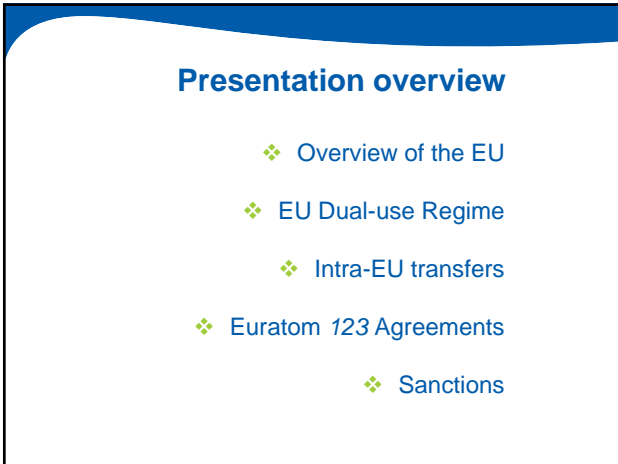 Presentation overview
❖ Overview of the EU
❖ EU Dual-use Regime
❖ Intra-EU transfers
❖ Euratom 123 Agreements
❖ Sanctions